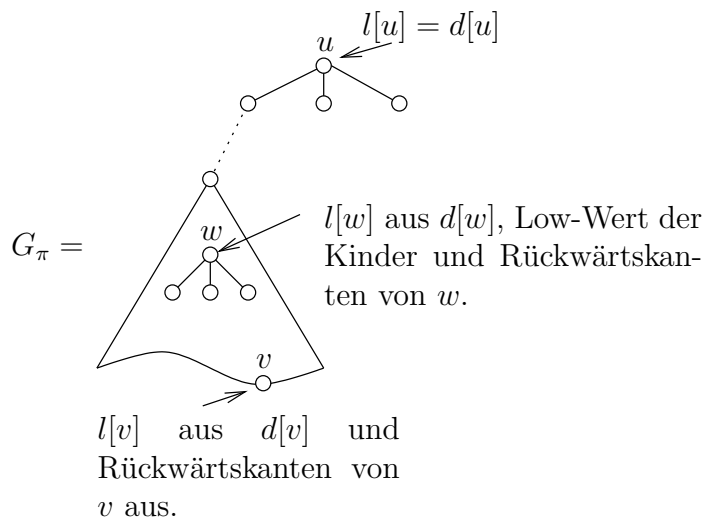 l[u] = d[u]
u
G_π =
w
l[w] aus d[w], Low-Wert der
Kinder und Rückwärtskan-
ten von w.
v
l[v] aus d[v] und
Rückwärtskanten von
v aus.